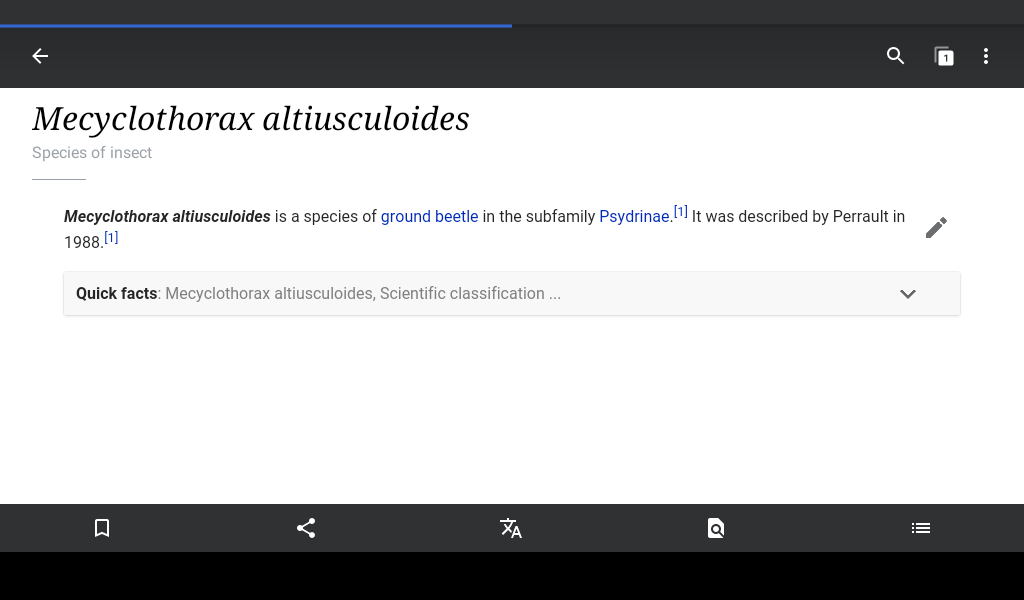 1
Mecyclothorax altiusculoides
Species of insect
Mecyclothorax altiusculoides is a species of ground beetle in the subfamily Psydrinae.[1] It was described by Perrault in
1988.[1]
Quick facts: Mecyclothorax altiusculoides, Scientific classification ...